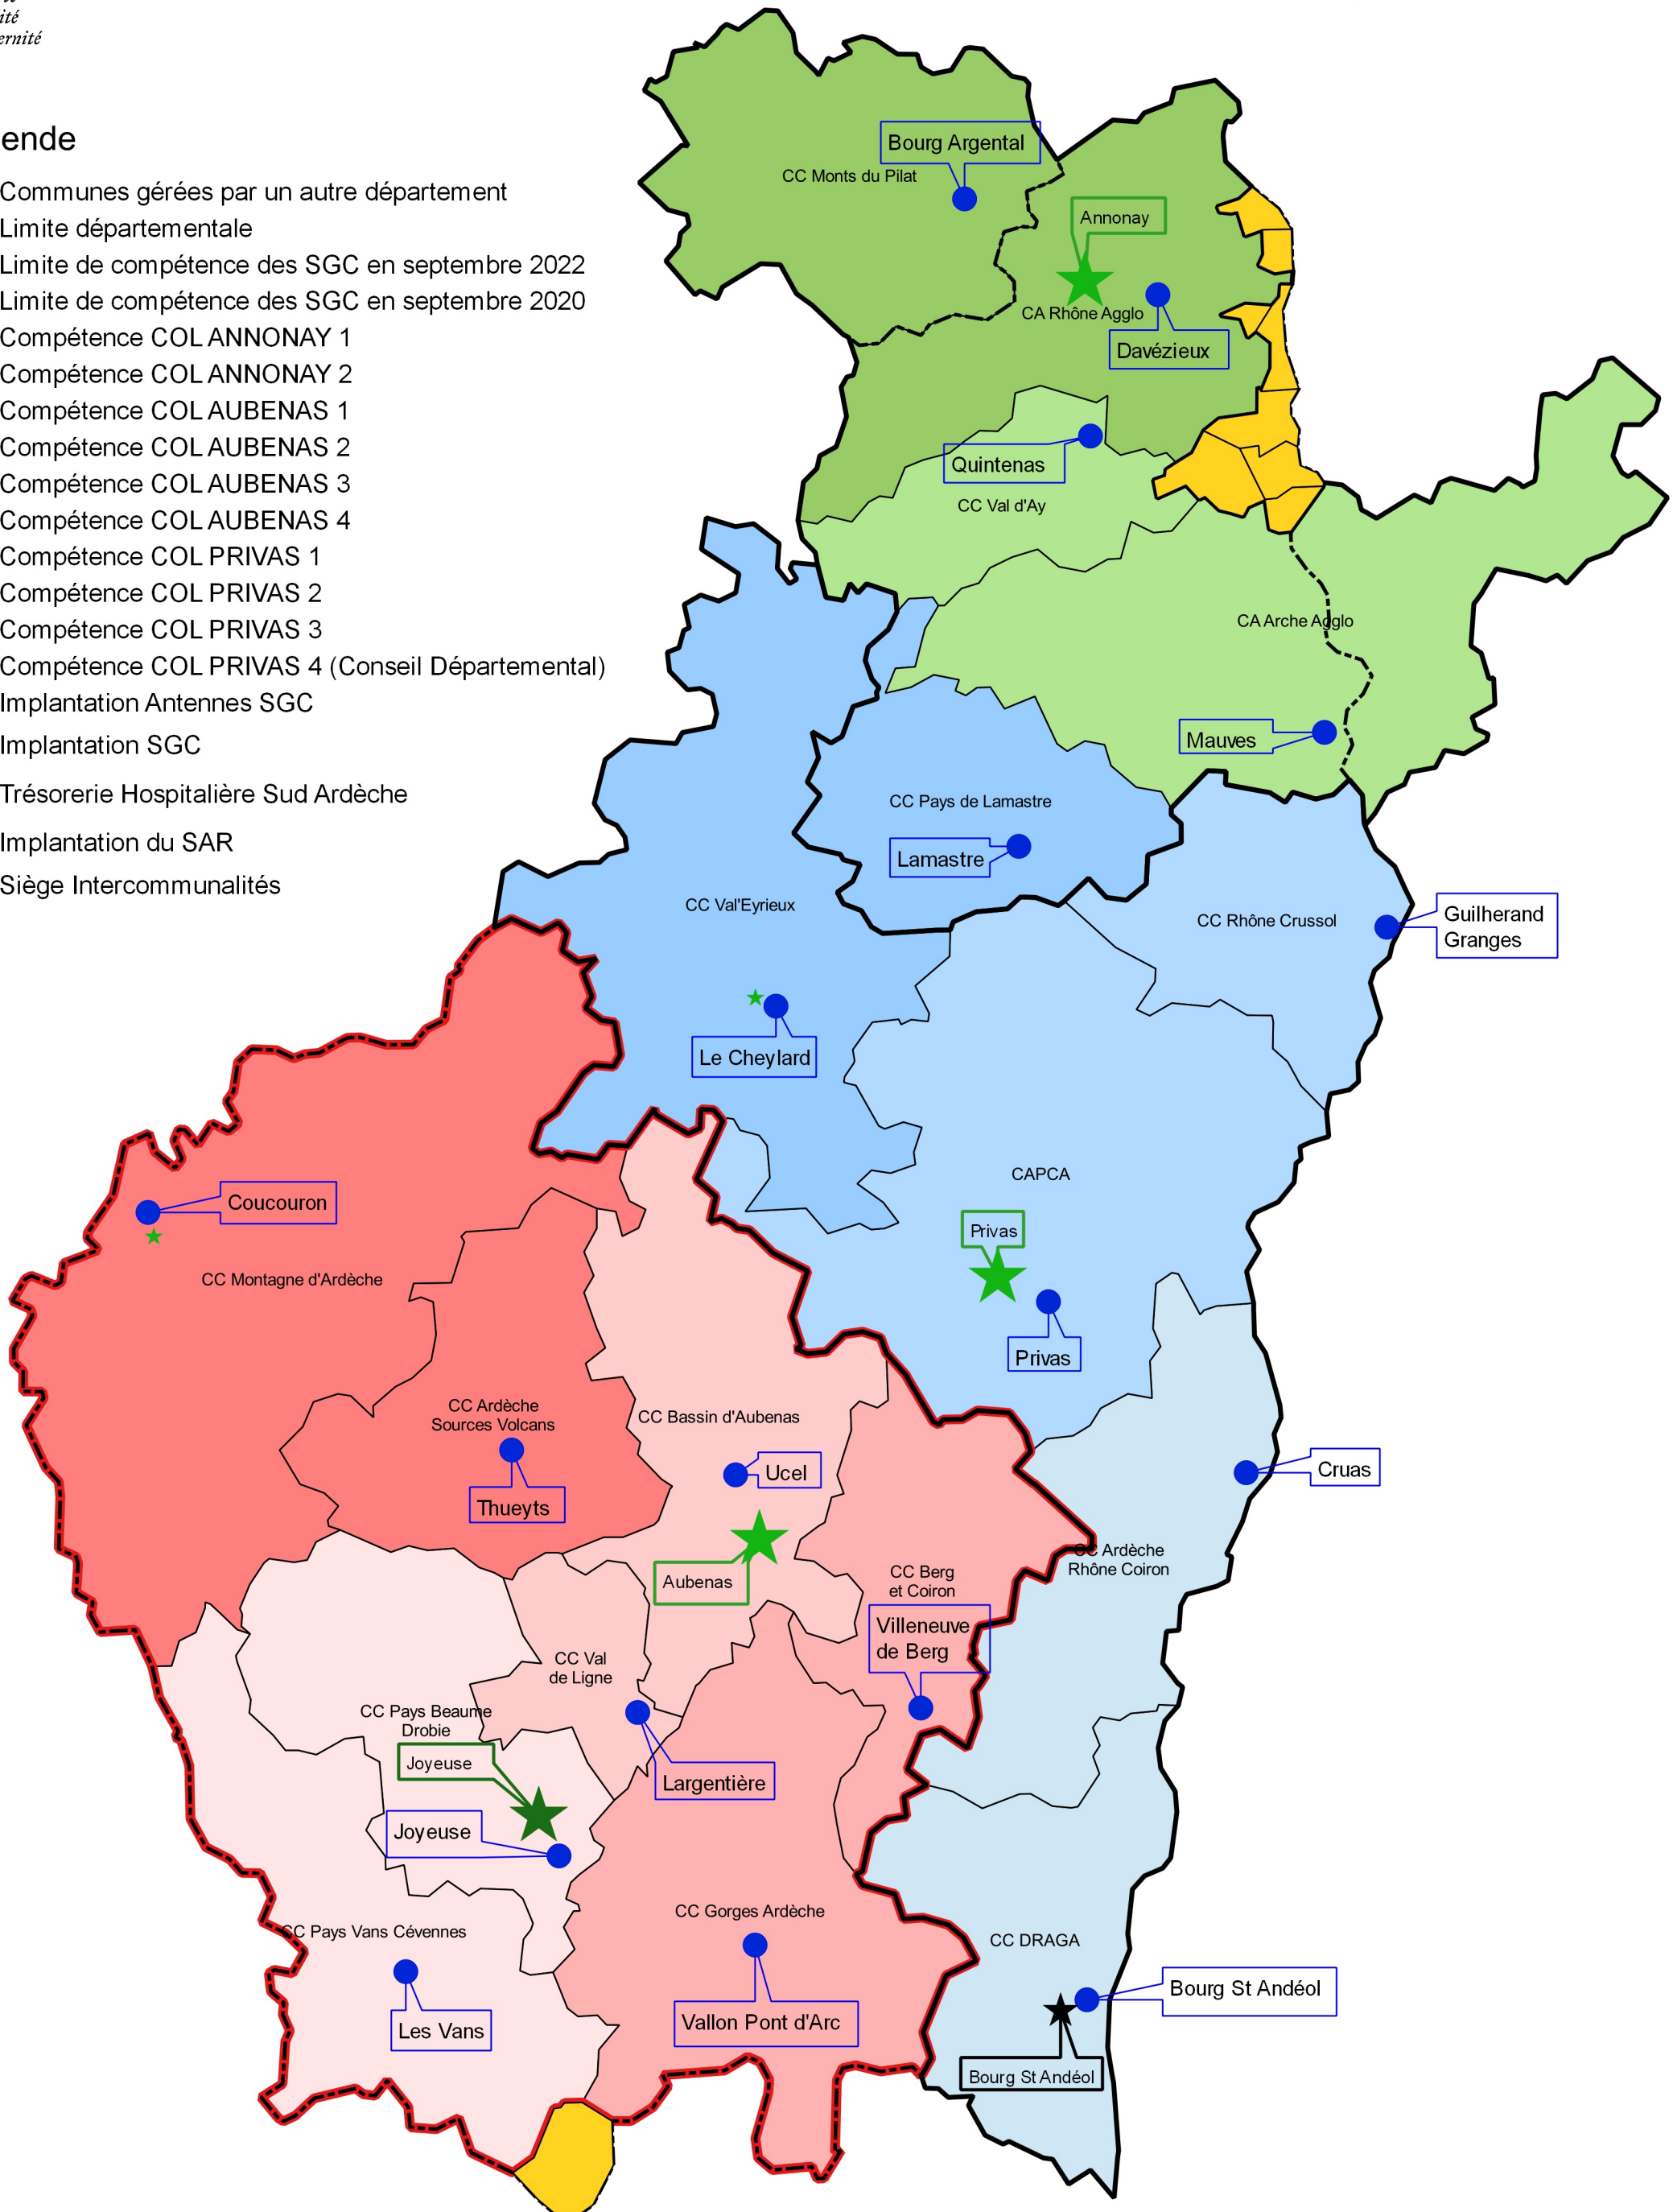 ité
ernité
ende
Communes gérées par un autre département
Limite départementale
Limite de compétence des SGC en septembre 2022
Limite de compétence des SGC en septembre 2020
Compétence COL ANNONAY 1
Compétence COL ANNONAY 2
Compétence COL AUBENAS 1
Compétence COL AUBENAS 2
Compétence COL AUBENAS 3
Compétence COL AUBENAS 4
Compétence COL PRIVAS 1
Compétence COL PRIVAS 2
Compétence COL PRIVAS 3
Compétence COL PRIVAS 4 (Conseil Départemental)
Implantation Antennes SGC
Implantation SGC
Trésorerie Hospitalière Sud Ardèche
Implantation du SAR
Siège Intercommunalités
Bourg Argental
CC Monts du Pilat
Annonay
CA Rhône Agglo
Davézieux
Quintenas
CC Val d'Ay
CA Arche Agglo
Mauves
CC Pays de Lamastre
Lamastre
CC Val'Eyrieux
CC Rhône Crussol
Guilherand
Granges
Le Cheylard
CAPCA
Coucouron
Privas
CC Montagne d'Ardèche
Privas
CC Ardèche
Sources Volcans
CC Bassin d'Aubenas
Ucel
Cruas
Thueyts
CC Ardèche
Rhône Coiron
Aubenas
CC Berg
et Coiron
Villeneuve
de Berg
CC Val
de Ligne
CC Pays Beaume
Drobie
Joyeuse
Largentière
Joyeuse
CC Gorges Ardèche
CC Pays Vans Cévennes
CC DRAGA
Bourg St Andéol
Vallon Pont d'Arc
Les Vans
Bourg St Andéol